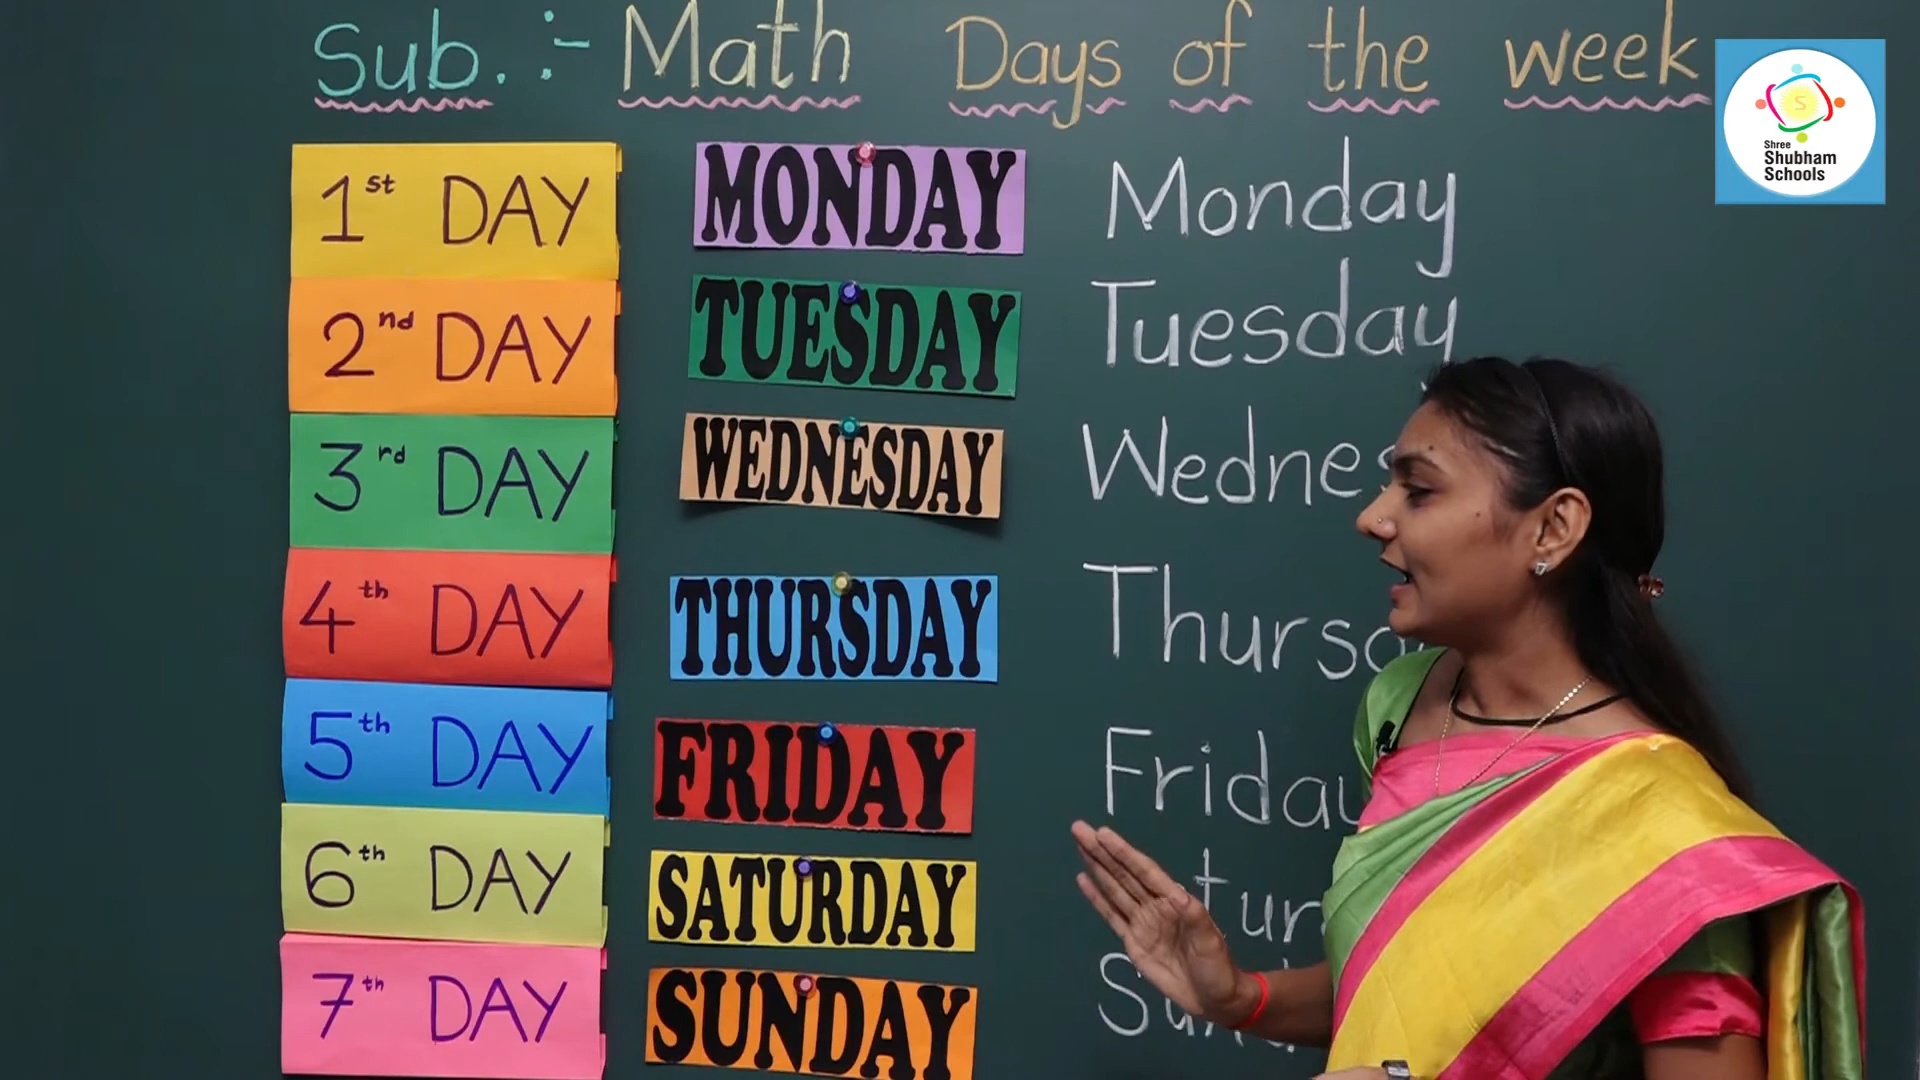 Sub. :- Math Days of the week
Shree
Shubham
Schools
1st DAY MONDAY Monday
2nd DAY TUESDAY Tuesday
3rd DAY WEDNESDAY
4th DAY THURSDAY
5th DAY FRIDAY Friday
6th DAY SATURDAY
7th DAY SUNDAY